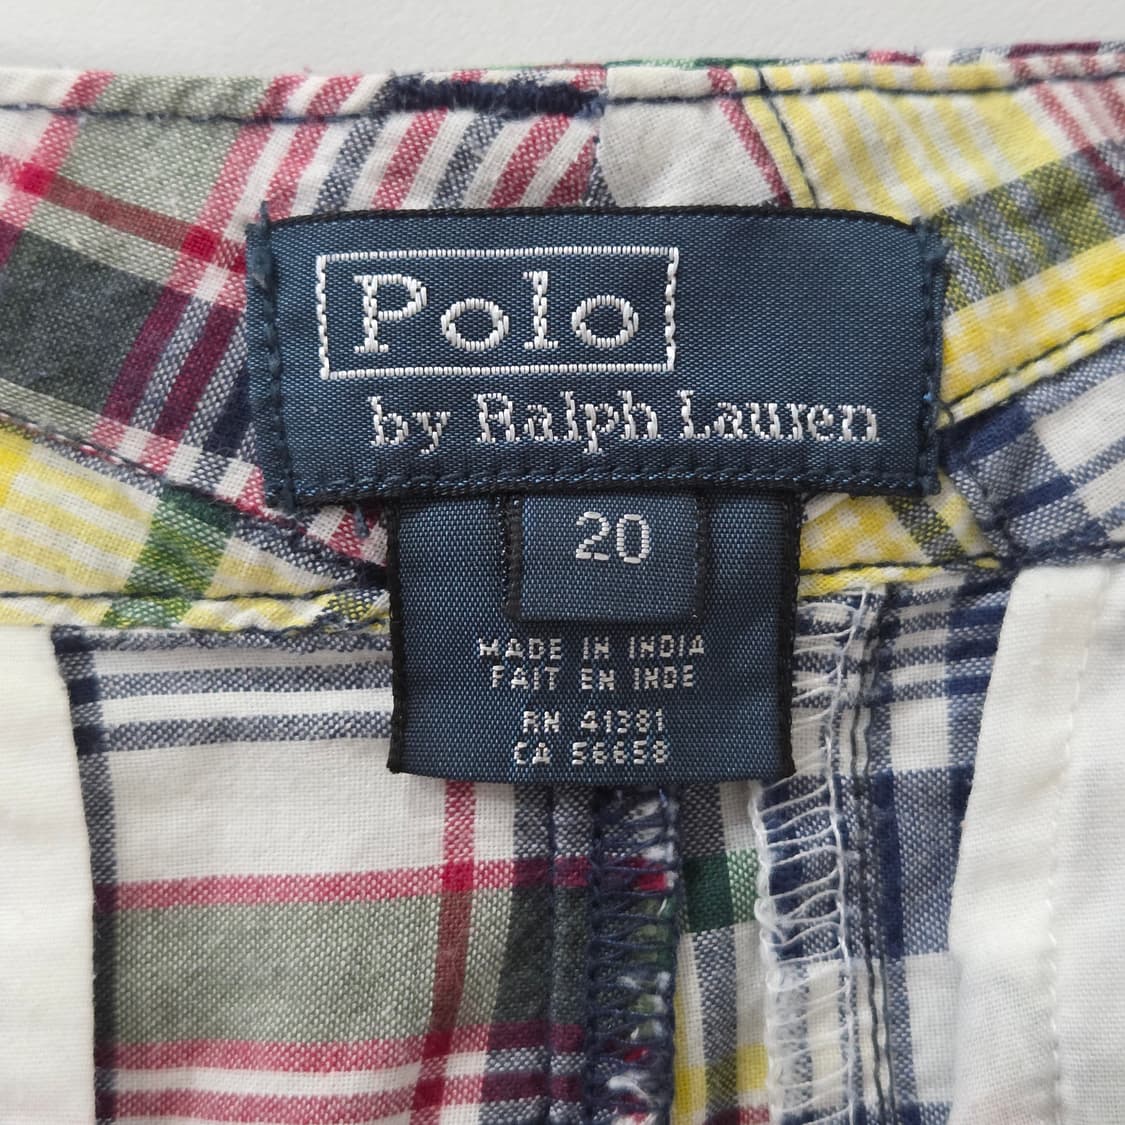 Polo
by Ralph Lauren
20
MADE IN INDIA
FAIT EN INDE
RN 41381
CA 56658